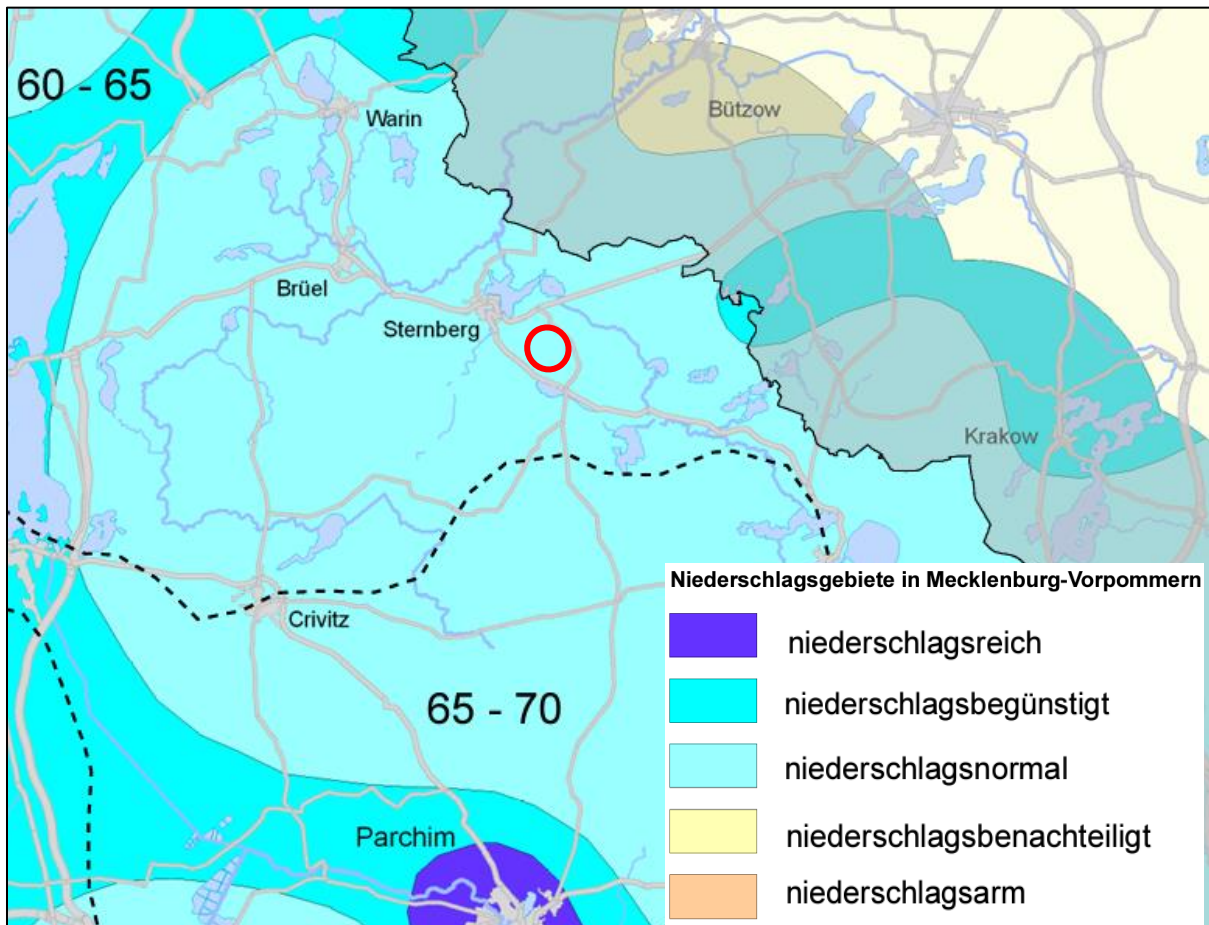 60 - 65
Warin
Bützow
Brüel
Sternberg
Krakow
Crivitz
65 - 70
Parchim
Niederschlagsgebiete in Mecklenburg-Vorpommern
niederschlagsreich
niederschlagsbegünstigt
niederschlagsnormal
niederschlagsbenachteiligt
niederschlagsarm